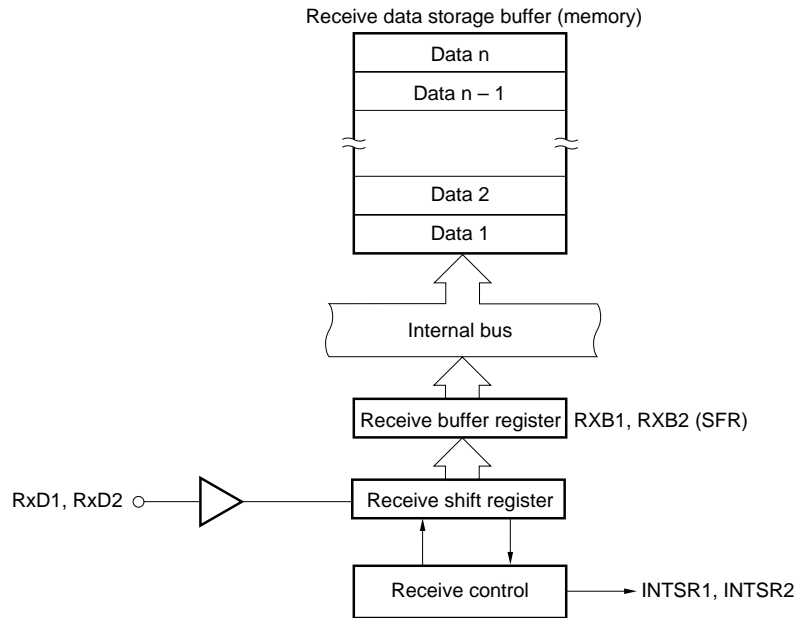 Receive data storage buffer (memory)
Data n
Data n – 1
Data 2
Data 1
Internal bus
Receive buffer register
RXB1, RXB2 (SFR)
RxD1, RxD2
Receive shift register
Receive control
INTSR1, INTSR2